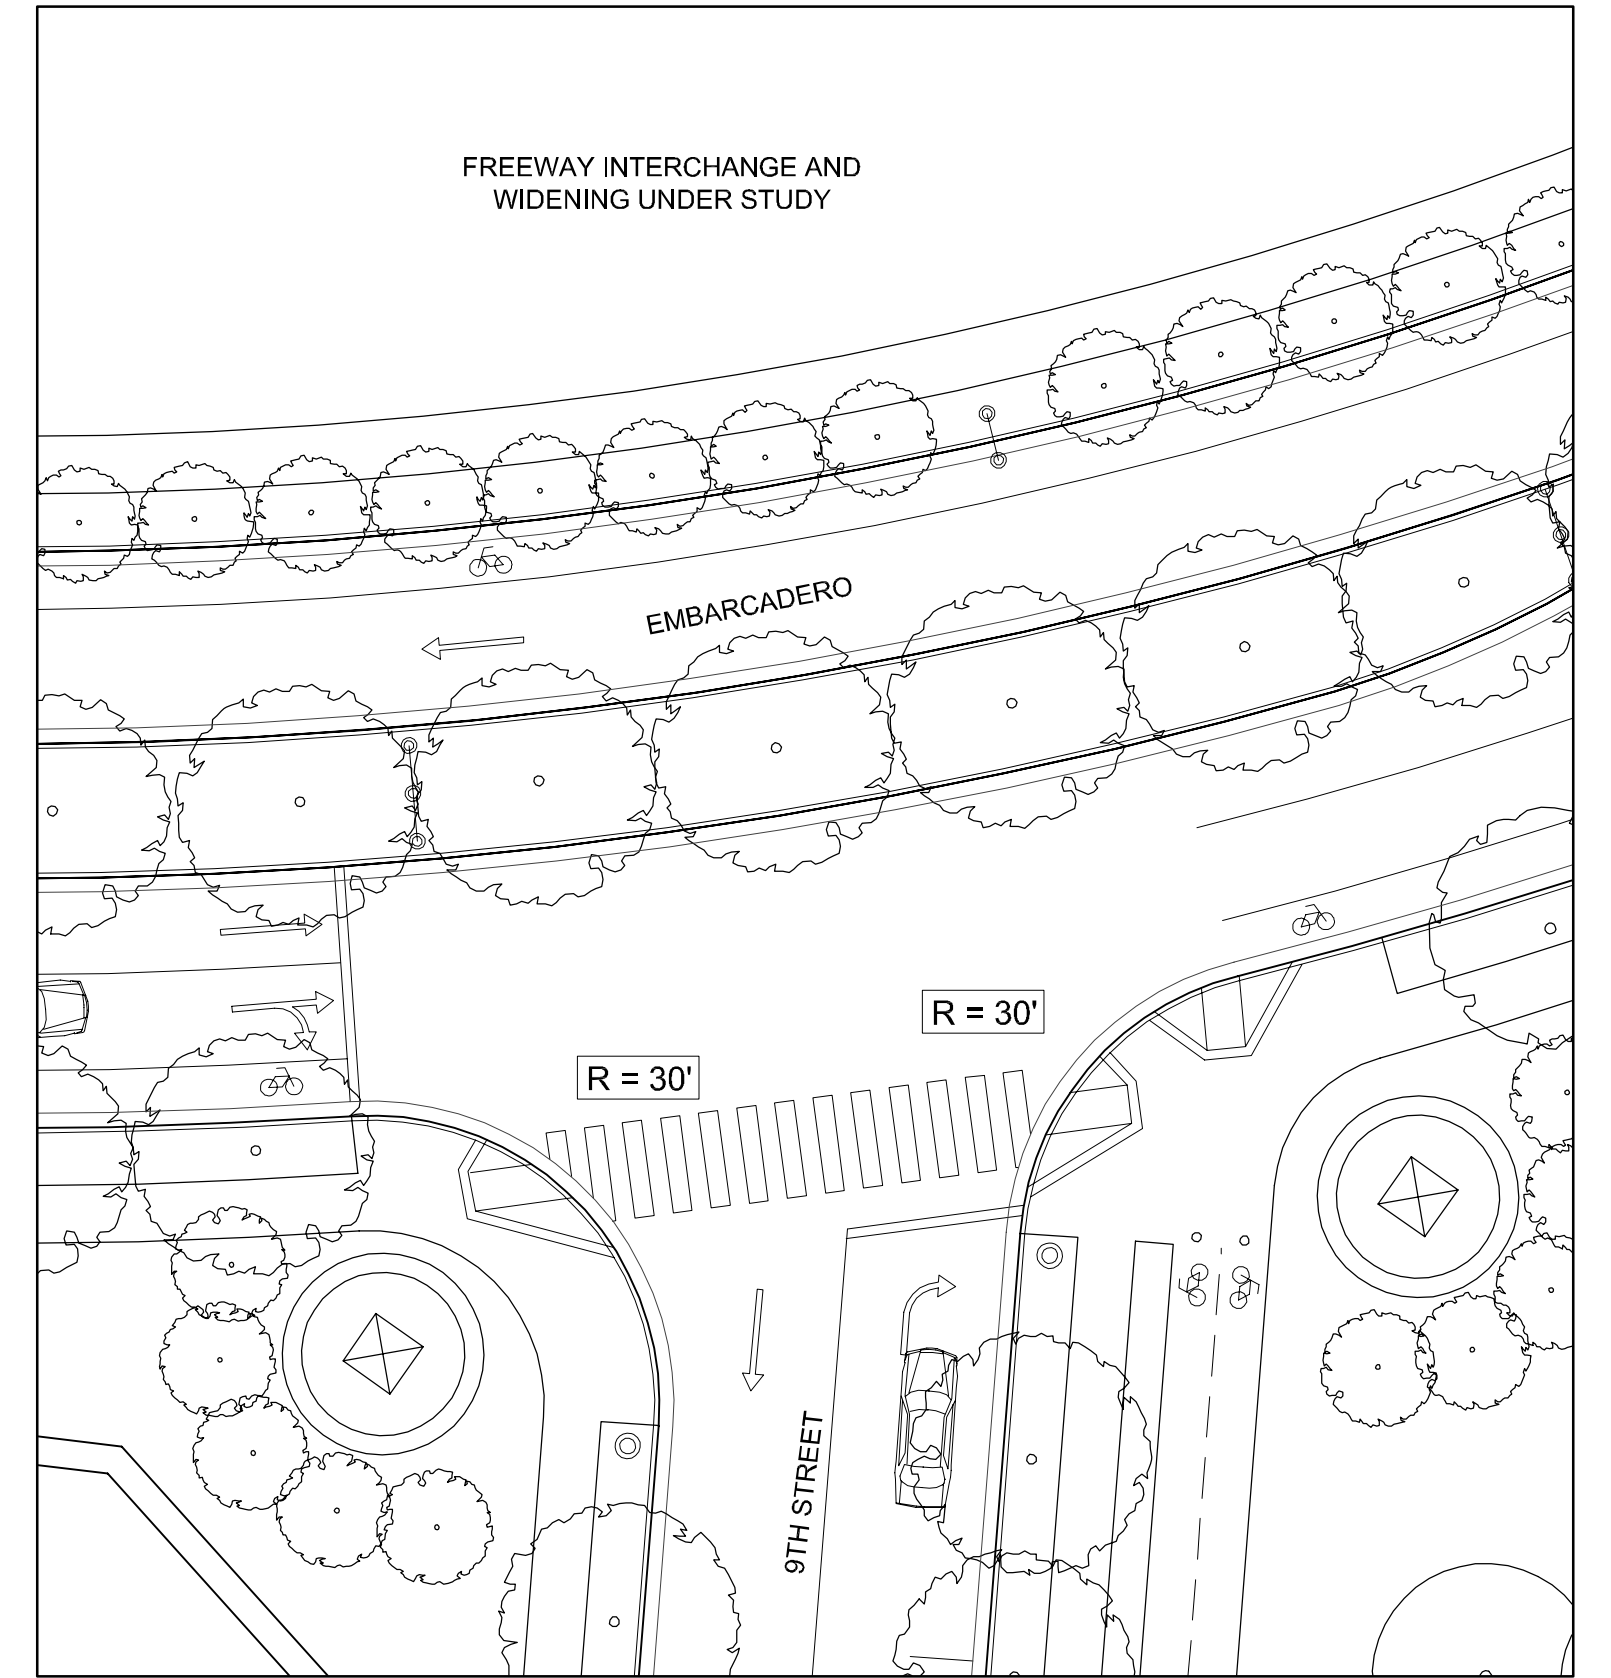 FREEWAY INTERCHANGE AND
WIDENING UNDER STUDY
EMBARCADERO
R = 30'
R = 30'
9TH STREET